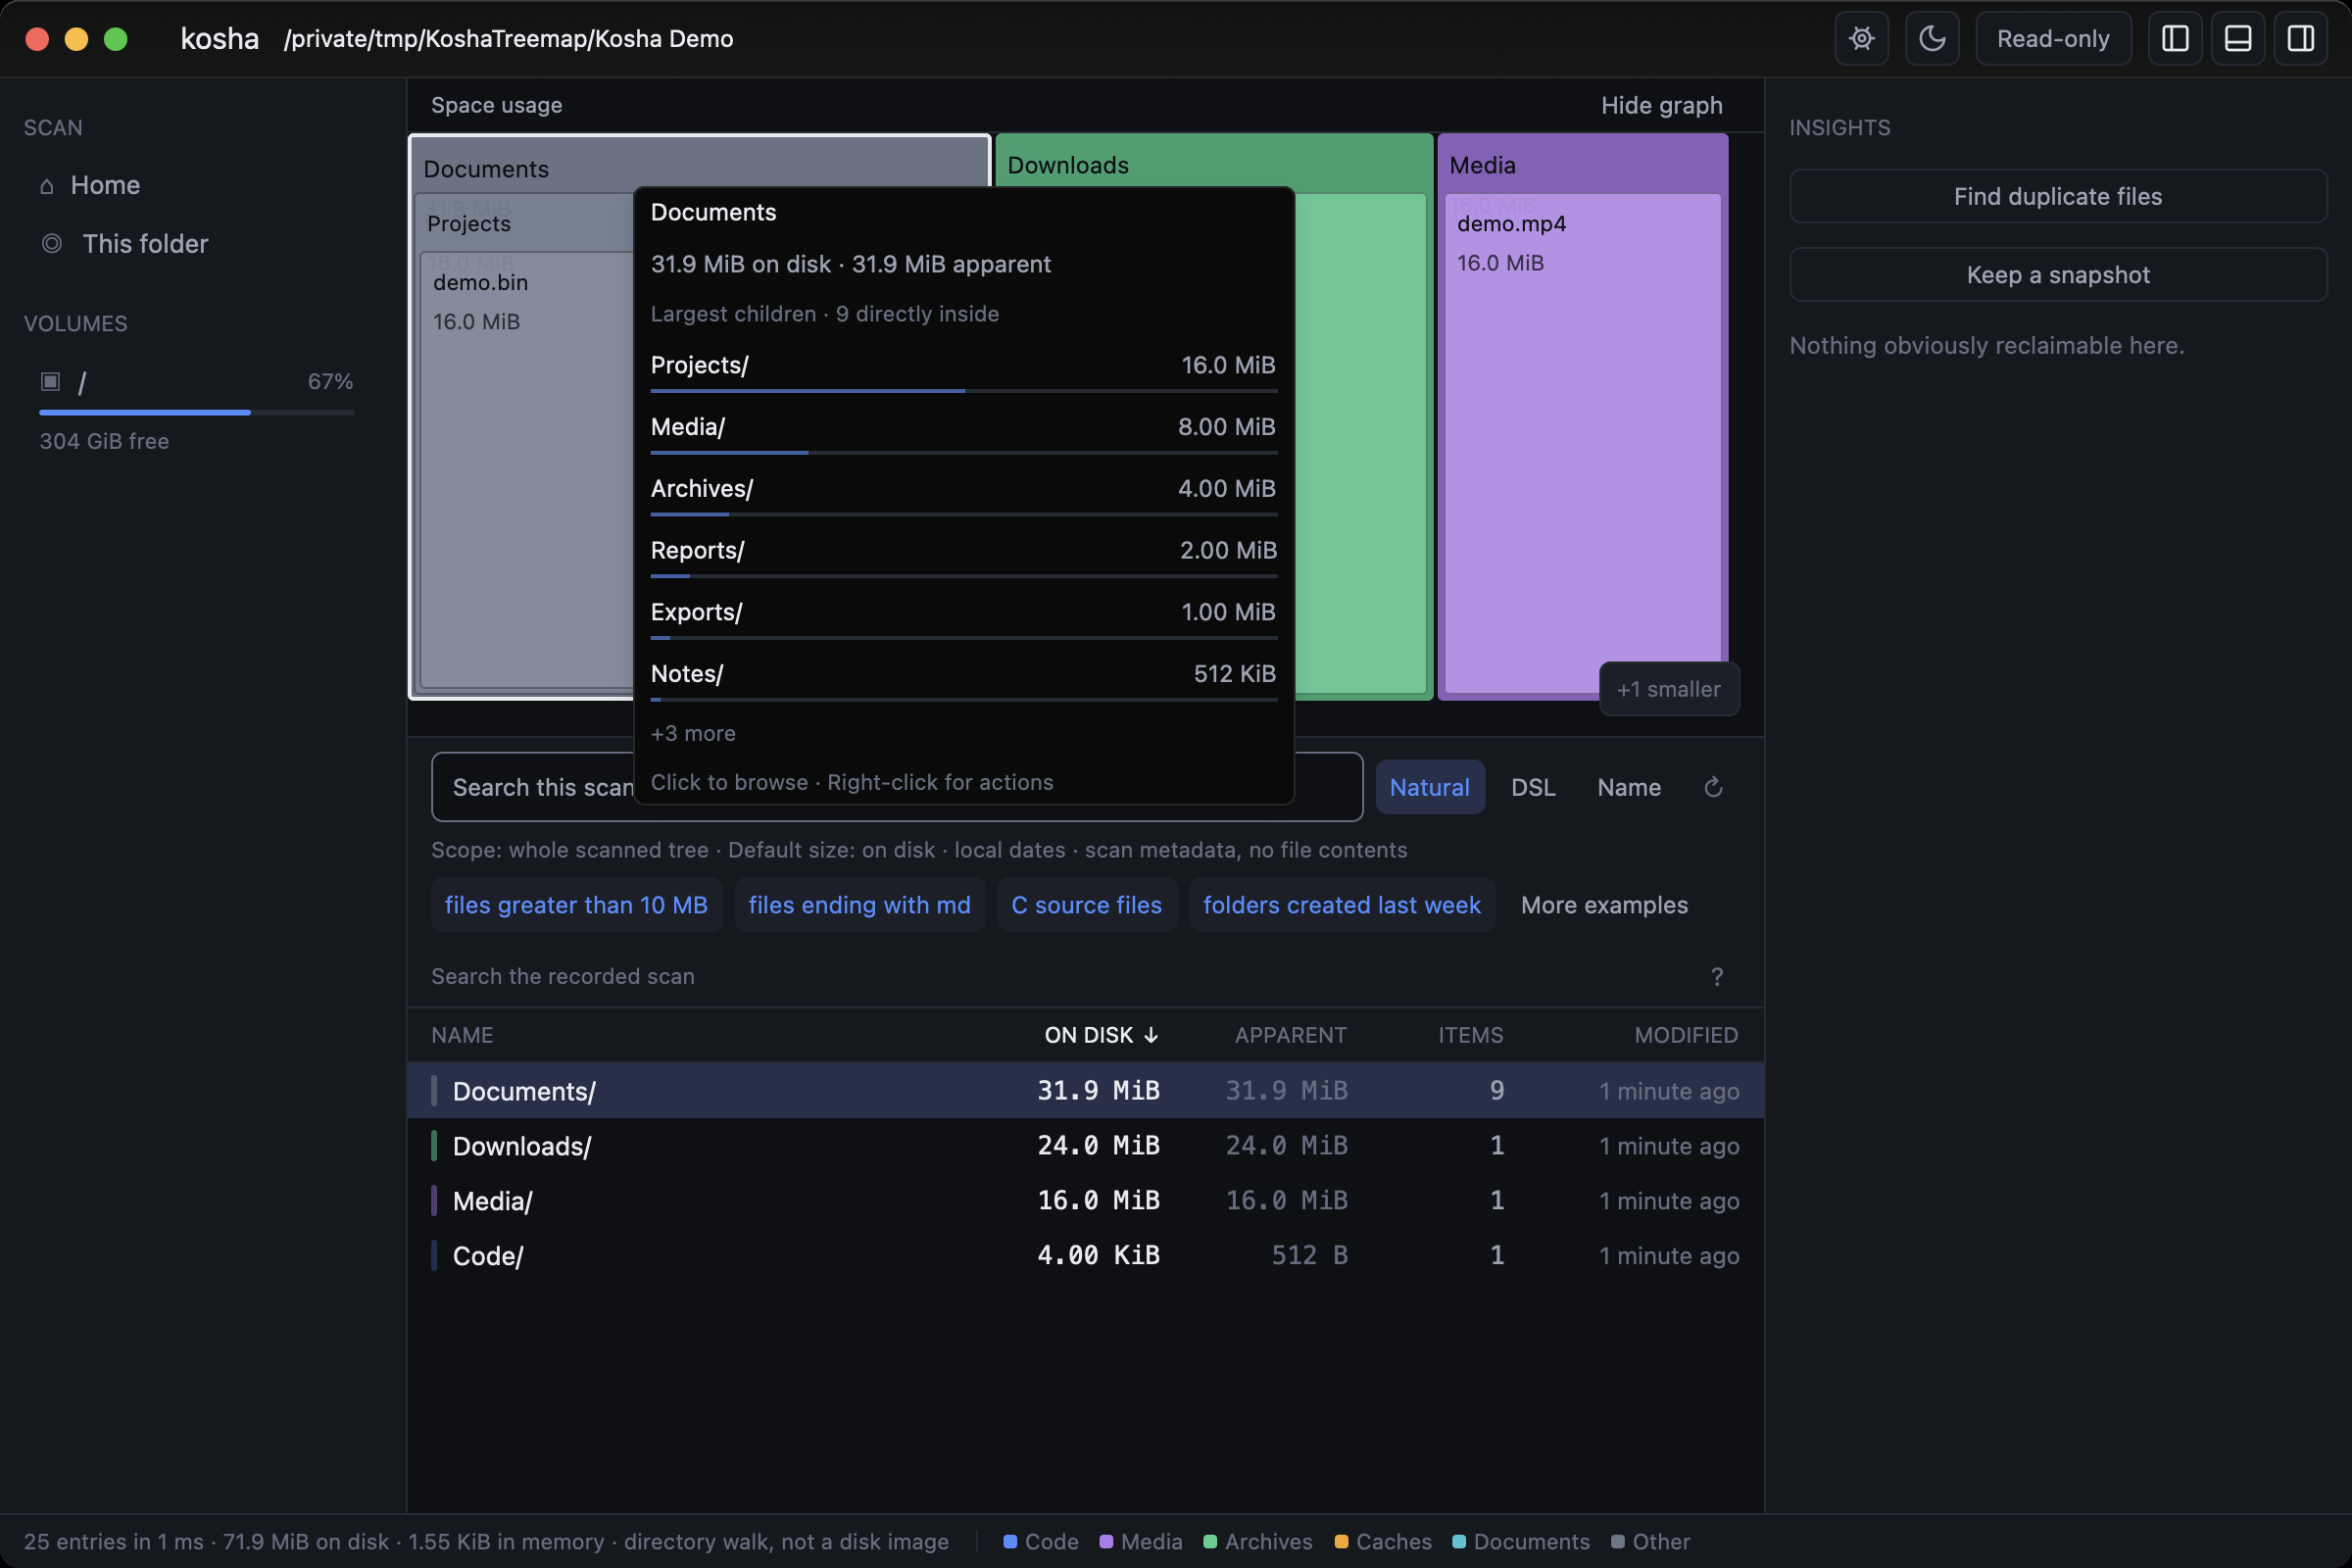 kosha /private/tmp/KoshaTreemap/Kosha Demo
Read-only
SCAN
Home
This folder
VOLUMES
/ 67%
304 GiB free
Space usage
Hide graph
Documents
31.9 MiB
Projects
16.0 MiB
demo.bin
16.0 MiB
Downloads
Media
16.0 MiB
demo.mp4
16.0 MiB
+1 smaller
Documents
31.9 MiB on disk · 31.9 MiB apparent
Largest children · 9 directly inside
Projects/ 16.0 MiB
Media/ 8.00 MiB
Archives/ 4.00 MiB
Reports/ 2.00 MiB
Exports/ 1.00 MiB
Notes/ 512 KiB
+3 more
Click to browse · Right-click for actions
Search this scan
Natural DSL Name
Scope: whole scanned tree · Default size: on disk · local dates · scan metadata, no file contents
files greater than 10 MB files ending with md C source files folders created last week More examples
Search the recorded scan ?
NAME ON DISK ↓ APPARENT ITEMS MODIFIED
Documents/ 31.9 MiB 31.9 MiB 9 1 minute ago
Downloads/ 24.0 MiB 24.0 MiB 1 1 minute ago
Media/ 16.0 MiB 16.0 MiB 1 1 minute ago
Code/ 4.00 KiB 512 B 1 1 minute ago
INSIGHTS
Find duplicate files
Keep a snapshot
Nothing obviously reclaimable here.
25 entries in 1 ms · 71.9 MiB on disk · 1.55 KiB in memory · directory walk, not a disk image Code Media Archives Caches Documents Other